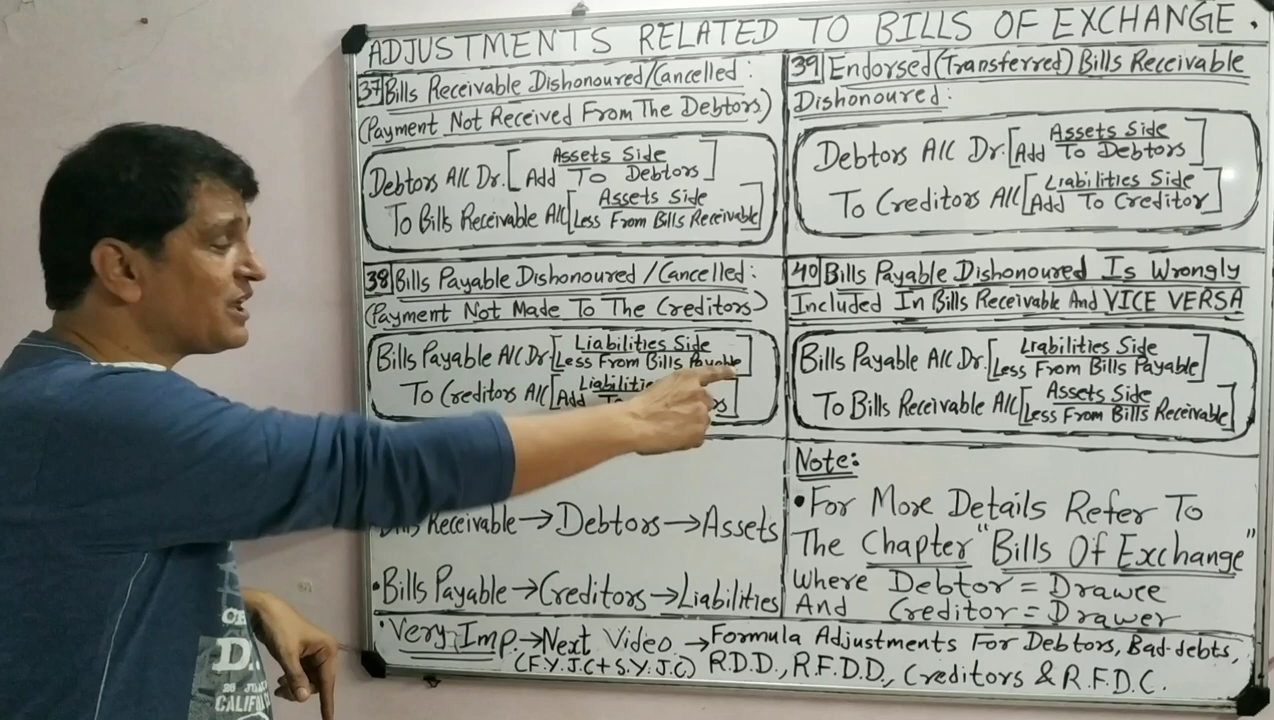 ADJUSTMENTS RELATED TO BILLS OF EXCHANGE.
37 Bills Receivable Dishonoured/Cancelled:
(Payment Not Received From The Debtors)
Debtors A/C Dr. [Assets Side
Add To Debtors]
To Bills Receivable A/C [Assets Side
Less From Bills Receivable]
38 Bills Payable Dishonoured/Cancelled:
(Payment Not Made To The Creditors)
Bills Payable A/C Dr [Liabilities Side
Less From Bills Payable]
To Creditors A/C [
Add To
Receivable → Debtors → Assets
• Bills Payable → Creditors → Liabilities
39 Endorsed (Transferred) Bills Receivable
Dishonoured:
Debtors A/C Dr. [Assets Side
Add To Debtors]
To Creditors A/C [Liabilities Side
Add To Creditor]
40 Bills Payable Dishonoured Is Wrongly
Included In Bills Receivable And VICE VERSA
Bills Payable A/C Dr. [Liabilities Side
Less From Bills Payable]
To Bills Receivable A/C [Assets Side
Less From Bills Receivable]
Note:
• For More Details Refer To
The Chapter "Bills Of Exchange"
Where Debtor = Drawee
And Creditor = Drawer
• Very Imp. → Next Video → Formula Adjustments For Debtors, Bad-debts,
(F.Y.J.C + S.Y.J.C) R.D.D., R.F.D.D., Creditors & R.F.D.C.